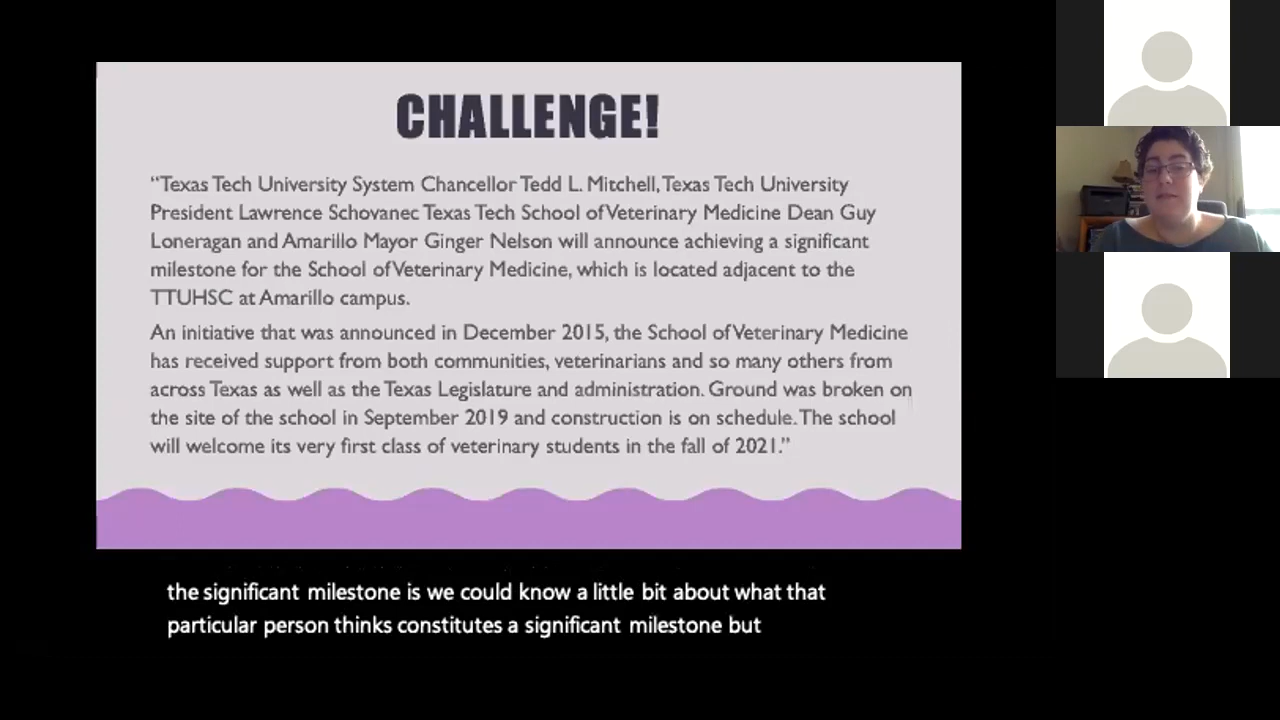 CHALLENGE!
“Texas Tech University System Chancellor Tedd L. Mitchell, Texas Tech University
President Lawrence Schovanec Texas Tech School of Veterinary Medicine Dean Guy
Loneragan and Amarillo Mayor Ginger Nelson will announce achieving a significant
milestone for the School of Veterinary Medicine, which is located adjacent to the
TTUHSC at Amarillo campus.
An initiative that was announced in December 2015, the School of Veterinary Medicine
has received support from both communities, veterinarians and so many others from
across Texas as well as the Texas Legislature and administration. Ground was broken on
the site of the school in September 2019 and construction is on schedule. The school
will welcome its very first class of veterinary students in the fall of 2021.”
the significant milestone is we could know a little bit about what that
particular person thinks constitutes a significant milestone but